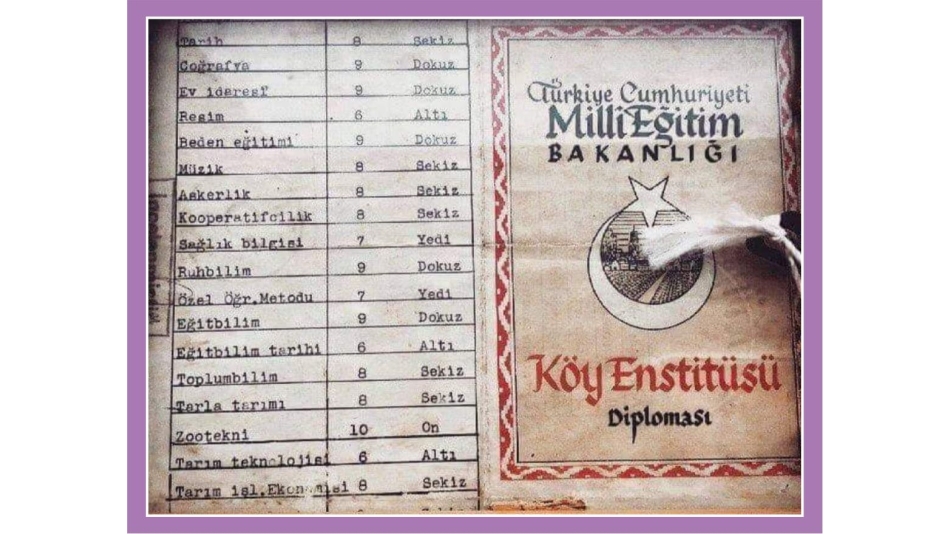 Tarih 8 Sekiz
Coğrafya 9 Dokuz
Ev idaresi 9 Dokuz
Resim 6 Altı
Beden eğitimi 9 Dokuz
Müzik 8 Sekiz
Askerlik 8 Sekiz
Kooperatifcilik 8 Sekiz
Sağlık bilgisi 7 Yedi
Ruhbilim 9 Dokuz
Özel Öğr.Metodu 7 Yedi
Eğitbilim 9 Dokuz
Eğitbilim tarihi 6 Altı
Toplumbilim 8 Sekiz
Tarla tarımı 8 Sekiz
Zootekni 10 On
Tarım teknolojisi 6 Altı
Tarım işl.Ekonomisi 8 Sekiz
Türkiye Cumhuriyeti
Milli Eğitim
BAKANLIĞI
Köy Enstitüsü
Diploması